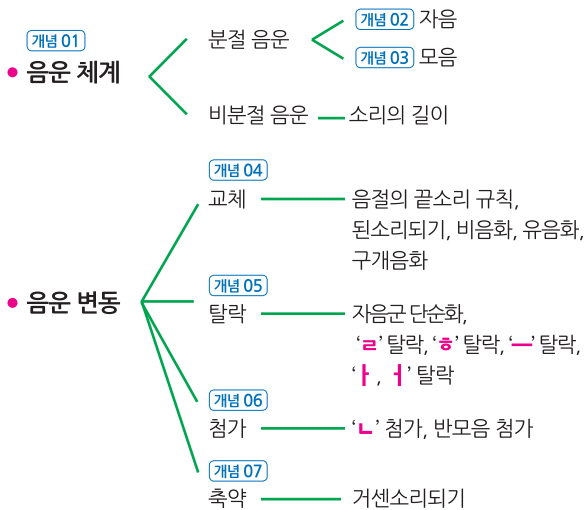 개념 01
• 음운 체계
분절 음운
개념 02 자음
개념 03 모음
비분절 음운
소리의 길이
• 음운 변동
개념 04
교체
음절의 끝소리 규칙,
된소리되기, 비음화, 유음화,
구개음화
개념 05
탈락
자음군 단순화,
‘ㄹ’ 탈락, ‘ㅎ’ 탈락, ‘ㅡ’ 탈락,
‘ㅏ, ㅓ’ 탈락
개념 06
첨가
‘ㄴ’ 첨가, 반모음 첨가
개념 07
축약
거센소리되기